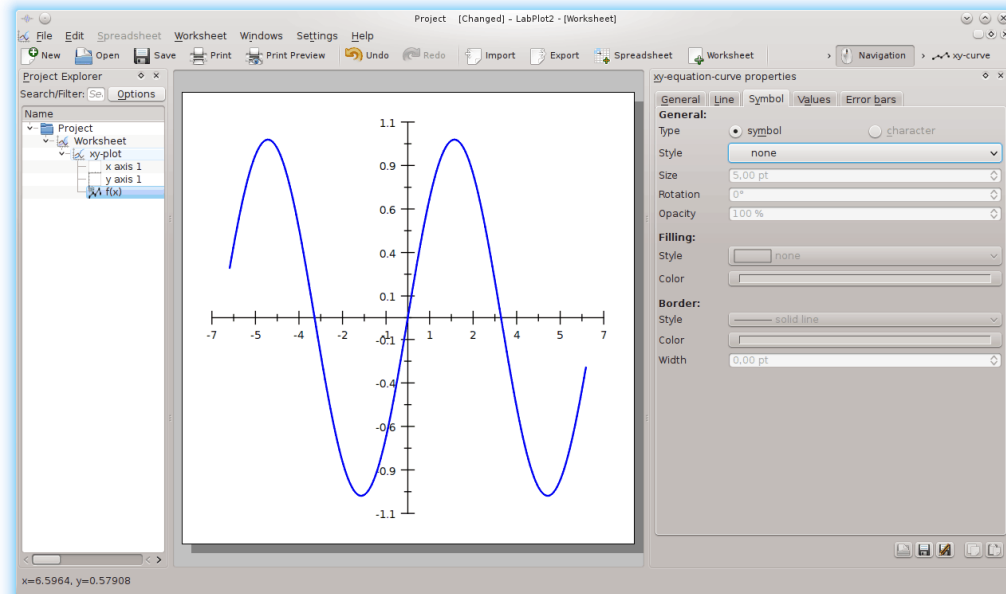 Project [Changed] – LabPlot2 - [Worksheet]
File Edit Spreadsheet Worksheet Windows Settings Help
New Open Save Print Print Preview Undo Redo Import Export Spreadsheet Worksheet Navigation xy-curve
Project Explorer
Search/Filter: Options
Name
Project
Worksheet
xy-plot
x axis 1
y axis 1
f(x)
1.1
0.9
0.6
0.4
0.1
-7 -5 -4 -2 -1 1 2 4 5 7
-0.1
-0.4
-0.6
-0.9
-1.1
xy-equation-curve properties
General Line Symbol Values Error bars
General:
Type symbol character
Style none
Size 5,00 pt
Rotation 0°
Opacity 100 %
Filling:
Style none
Color
Border:
Style solid line
Color
Width 0,00 pt
x=6.5964, y=0.57908